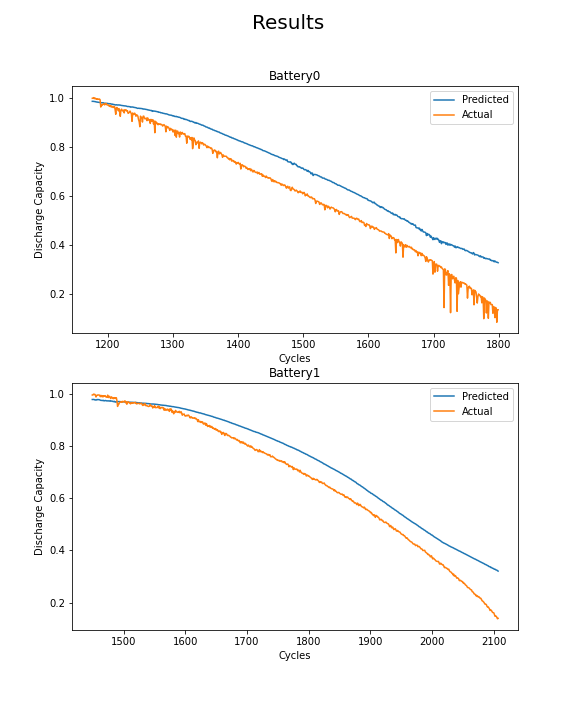 Results
Battery0
Predicted
Actual
Discharge Capacity
1.0
0.8
0.6
0.4
0.2
1200 1300 1400 1500 1600 1700 1800
Cycles
Battery1
Predicted
Actual
Discharge Capacity
1.0
0.8
0.6
0.4
0.2
1500 1600 1700 1800 1900 2000 2100
Cycles